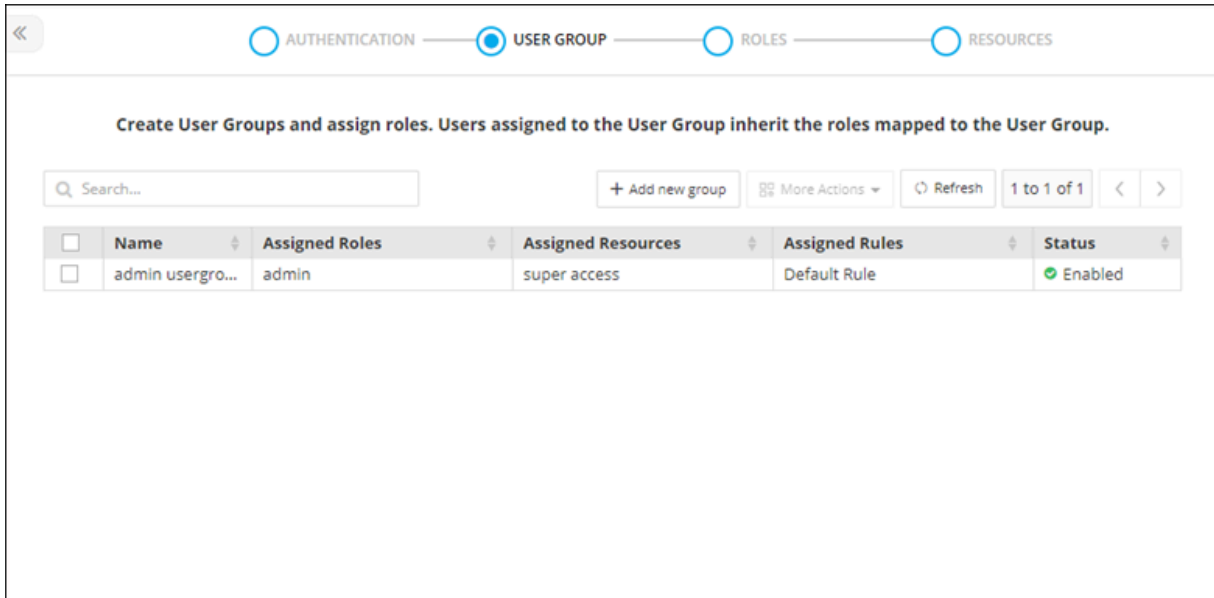 AUTHENTICATION USER GROUP ROLES RESOURCES
Create User Groups and assign roles. Users assigned to the User Group inherit the roles mapped to the User Group.
Search... + Add new group More Actions Refresh 1 to 1 of 1
Name Assigned Roles Assigned Resources Assigned Rules Status
admin usergro... admin super access Default Rule Enabled